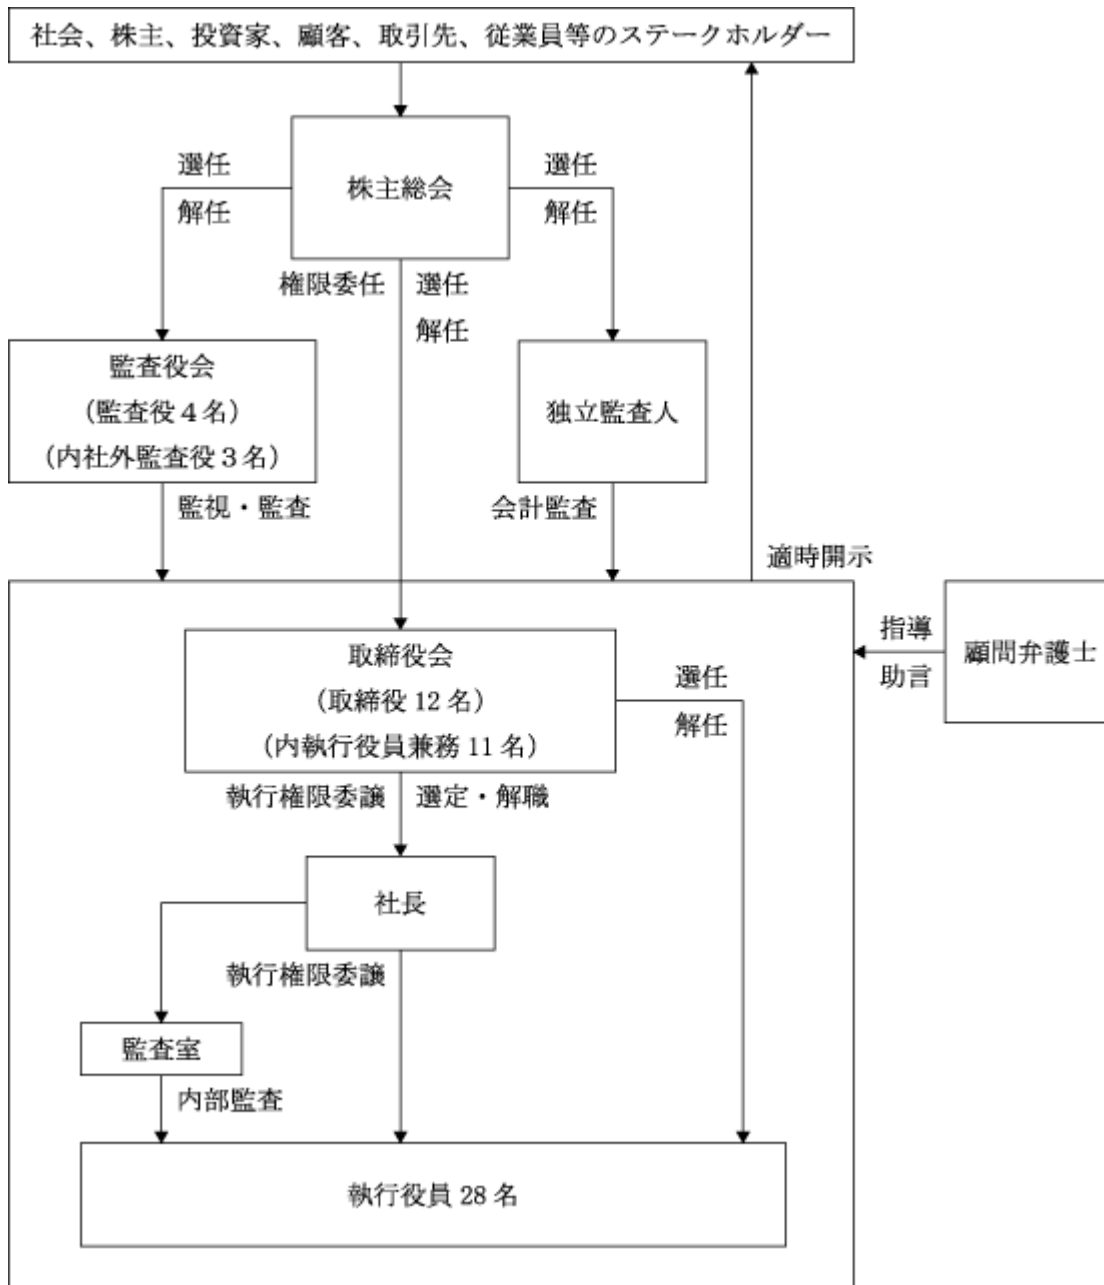 社会、株主、投資家、顧客、取引先、従業員等のステークホルダー
株主総会
選任
解任
選任
解任
権限委任
選任
解任
監査役会
（監査役４名）
（内社外監査役３名）
独立監査人
監視・監査
会計監査
適時開示
取締役会
（取締役 12 名）
（内執行役員兼務 11 名）
選任
解任
指導
助言
顧問弁護士
執行権限委譲
選定・解職
社長
執行権限委譲
監査室
内部監査
執行役員 28 名